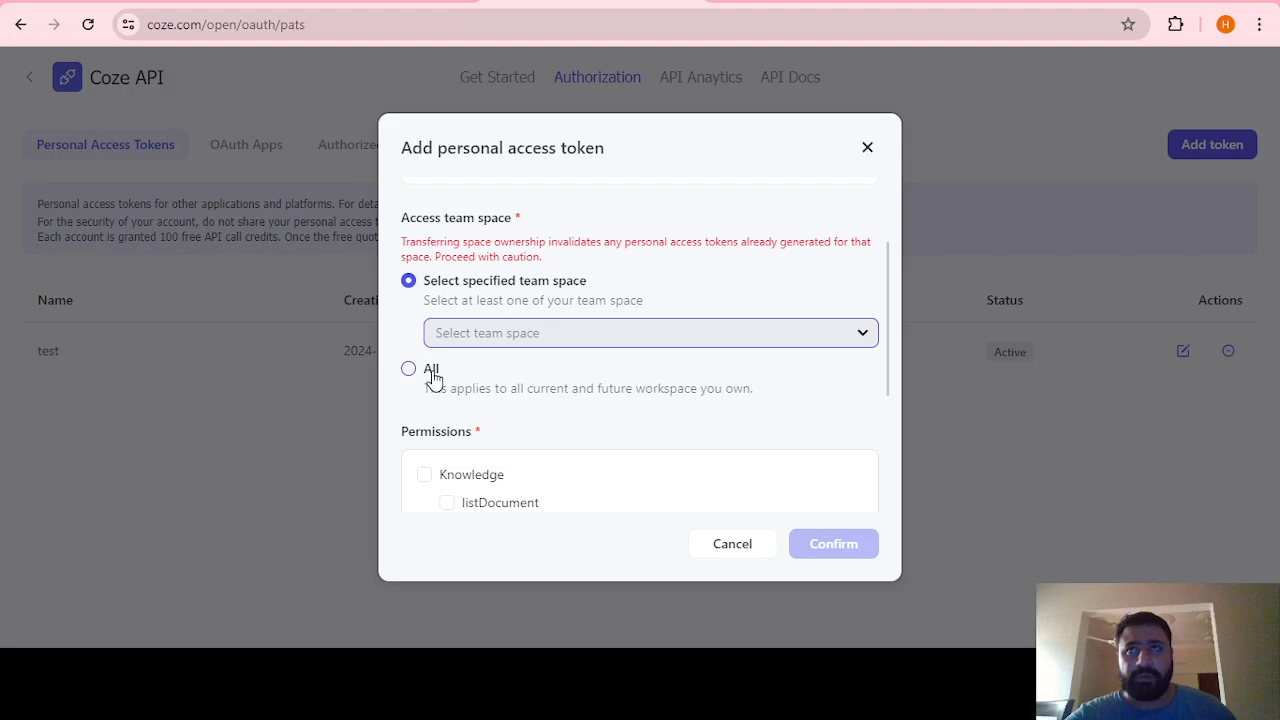 coze.com/open/oauth/pats
H
Coze API
Get Started
Authorization
API Anaytics
API Docs
Personal Access Tokens
OAuth Apps
Authorize
Add token
Personal access tokens for other applications and platforms. For deta
For the security of your account, do not share your personal access t
Each account is granted 100 free API call credits. Once the free quot
Name
Creati
Status
Actions
test
2024-
Active
Add personal access token
Access team space *
Transferring space ownership invalidates any personal access tokens already generated for that
space. Proceed with caution.
Select specified team space
Select at least one of your team space
Select team space
All
applies to all current and future workspace you own.
Permissions *
Knowledge
listDocument
Cancel
Confirm